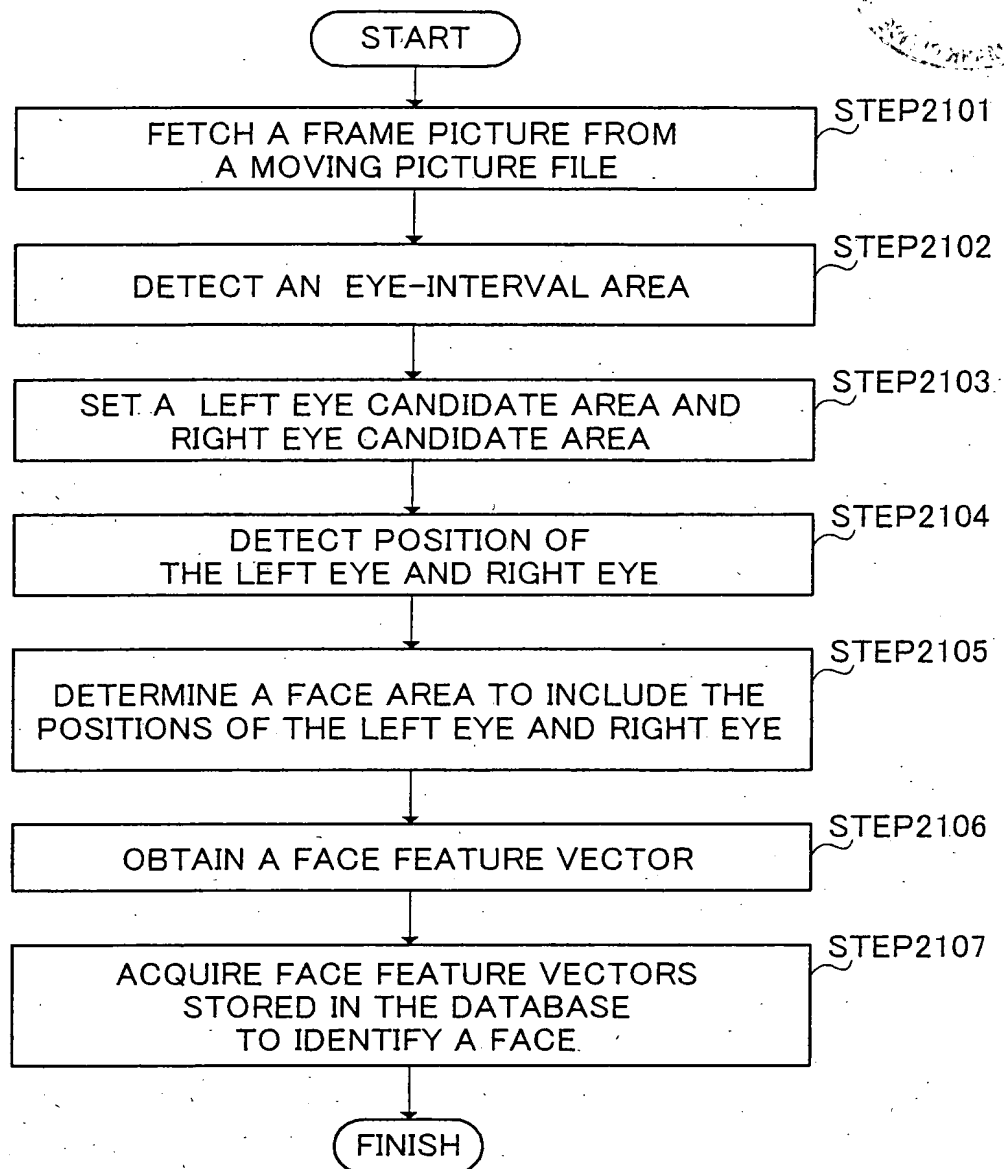 START
STEP2101
FETCH A FRAME PICTURE FROM
A MOVING PICTURE FILE
STEP2102
DETECT AN EYE-INTERVAL AREA
STEP2103
SET A LEFT EYE CANDIDATE AREA AND
RIGHT EYE CANDIDATE AREA
STEP2104
DETECT POSITION OF
THE LEFT EYE AND RIGHT EYE
STEP2105
DETERMINE A FACE AREA TO INCLUDE THE
POSITIONS OF THE LEFT EYE AND RIGHT EYE
STEP2106
OBTAIN A FACE FEATURE VECTOR
STEP2107
ACQUIRE FACE FEATURE VECTORS
STORED IN THE DATABASE
TO IDENTIFY A FACE
FINISH